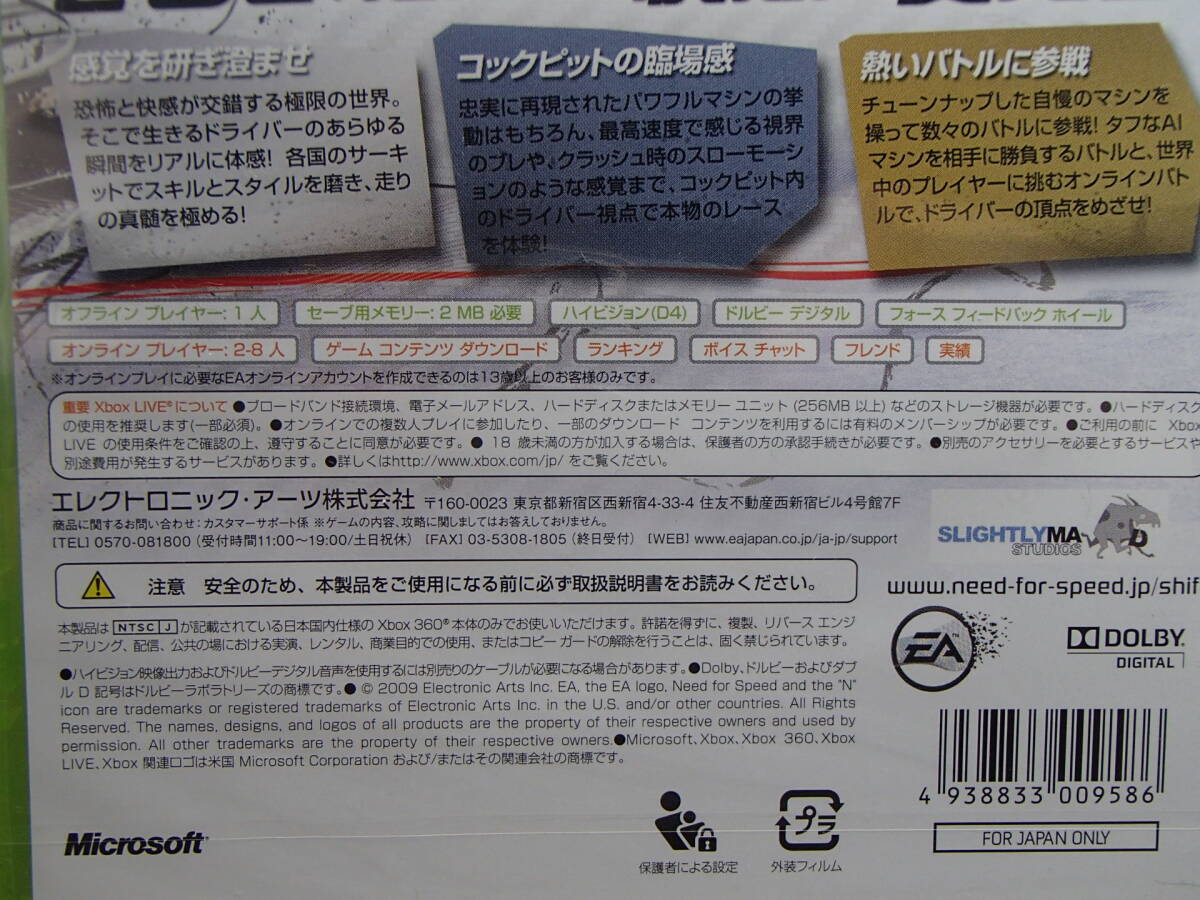 感覚を研ぎ澄ませ
恐怖と快感が交錯する極限の世界。
そこで生きるドライバーのあらゆる
瞬間をリアルに体感! 各国のサーキ
ットでスキルとスタイルを磨き、走り
の真髄を極める!
コックピットの臨場感
忠実に再現されたパワフルマシンの挙
動はもちろん、最高速度で感じる視界
のブレや、クラッシュ時のスローモーシ
ョンのような感覚まで、コックピット内
のドライバー視点で本物のレース
を体験!
熱いバトルに参戦
チューンナップした自慢のマシンを
操って数々のバトルに参戦! タフなAI
マシンを相手に勝負するバトルと、世界
中のプレイヤーに挑むオンラインバト
ルで、ドライバーの頂点をめざせ!
オフライン プレイヤー: 1 人
セーブ用メモリー: 2 MB 必要
ハイビジョン(D4)
ドルビー デジタル
フォース フィードバック ホイール
オンライン プレイヤー: 2-8 人
ゲーム コンテンツ ダウンロード
ランキング
ボイス チャット
フレンド
実績
※オンラインプレイに必要なEAオンラインアカウントを作成できるのは13歳以上のお客様のみです。
重要 Xbox LIVE®について ●ブロードバンド接続環境、電子メールアドレス、ハードディスクまたはメモリー ユニット (256MB 以上) などのストレージ機器が必要です。●ハードディスク
の使用を推奨します(一部必須)。●オンラインでの複数人プレイに参加したり、一部のダウンロード コンテンツを利用するには有料のメンバーシップが必要です。●ご利用の前に Xbox
LIVE の使用条件をご確認の上、遵守することに同意が必要です。● 18 歳未満の方が加入する場合は、保護者の方の承認手続きが必要です。●別売のアクセサリーを必要とするサービスや
別途費用が発生するサービスがあります。●詳しくはhttp://www.xbox.com/jp/ をご覧ください。
エレクトロニック・アーツ株式会社 〒160-0023 東京都新宿区西新宿4-33-4 住友不動産西新宿ビル4号館7F
商品に関するお問い合わせ:カスタマーサポート係 ※ゲームの内容、攻略に関しましてはお答えしておりません。
[TEL] 0570-081800 (受付時間11:00～19:00/土日祝休) [FAX] 03-5308-1805 (終日受付) [WEB] www.eajapan.co.jp/ja-jp/support
SLIGHTLYMAD
STUDIOS
注意 安全のため、本製品をご使用になる前に必ず取扱説明書をお読みください。
www.need-for-speed.jp/shif
本製品は NTSC J が記載されている日本国内仕様の Xbox 360® 本体のみでお使いいただけます。許諾を得ずに、複製、リバース エンジ
ニアリング、配信、公共の場における実演、レンタル、商業目的での使用、またはコピー ガードの解除を行うことは、固く禁じられています。
EA
DOLBY
DIGITAL
●ハイビジョン映像出力およびドルビーデジタル音声を使用するには別売りのケーブルが必要になる場合があります。●Dolby、ドルビーおよびダブ
ル D 記号はドルビーラボラトリーズの商標です。● © 2009 Electronic Arts Inc. EA, the EA logo, Need for Speed and the "N"
icon are trademarks or registered trademarks of Electronic Arts Inc. in the U.S. and/or other countries. All Rights
Reserved. The names, designs, and logos of all products are the property of their respective owners and used by
permission. All other trademarks are the property of their respective owners.●Microsoft、Xbox、Xbox 360、Xbox
LIVE、Xbox 関連ロゴは米国 Microsoft Corporation および/またはその関連会社の商標です。
4 938833 009586
FOR JAPAN ONLY
Microsoft
保護者による設定
プラ
外装フィルム